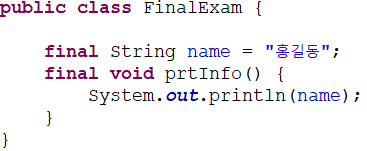 public class FinalExam {
final String name = "홍길동";
final void prtInfo() {
System.out.println(name);
}
}